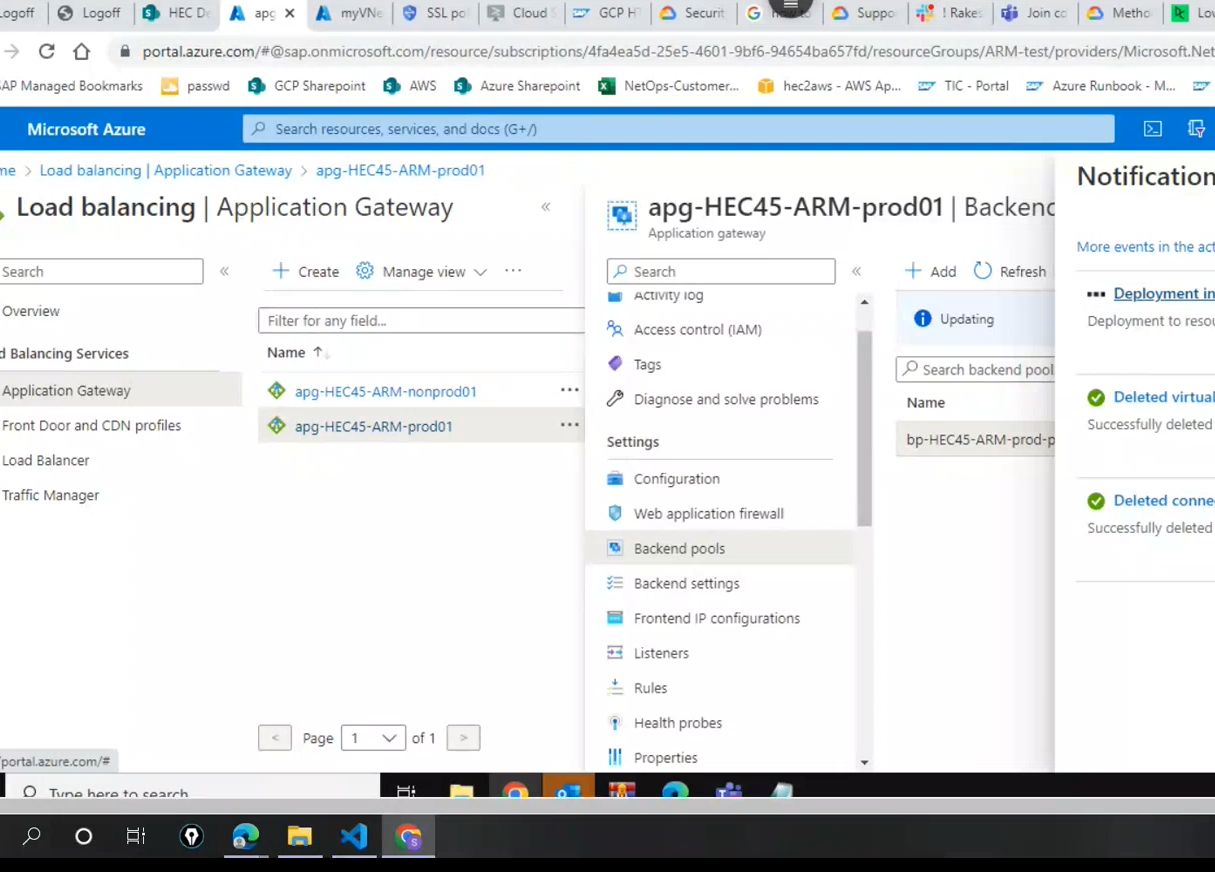 Logoff
Logoff
HEC De
apg
myVNe
SSL po
Cloud S
GCP H
Securit
how to
Suppo
! Rakes
Join co
Metho
Lov
portal.azure.com/#@sap.onmicrosoft.com/resource/subscriptions/4fa4ea5d-25e5-4601-9bf6-94654ba657fd/resourceGroups/ARM-test/providers/Microsoft.Net
SAP Managed Bookmarks
passwd
GCP Sharepoint
AWS
Azure Sharepoint
NetOps-Customer...
hec2aws - AWS Ap...
TIC - Portal
Azure Runbook - M...
Microsoft Azure
Search resources, services, and docs (G+/)
me > Load balancing | Application Gateway > apg-HEC45-ARM-prod01
Load balancing | Application Gateway
Search
Overview
d Balancing Services
Application Gateway
Front Door and CDN profiles
Load Balancer
Traffic Manager
portal.azure.com/#
Create
Manage view
Filter for any field...
Name
apg-HEC45-ARM-nonprod01
apg-HEC45-ARM-prod01
< Page 1 of 1 >
apg-HEC45-ARM-prod01 | Backend
Application gateway
Search
Activity log
Access control (IAM)
Tags
Diagnose and solve problems
Settings
Configuration
Web application firewall
Backend pools
Backend settings
Frontend IP configurations
Listeners
Rules
Health probes
Properties
Add
Refresh
Updating
Search backend pool
Name
bp-HEC45-ARM-prod-p
Notification
More events in the act
Deployment in
Deployment to resou
Deleted virtual
Successfully deleted
Deleted conne
Successfully deleted
Type here to search